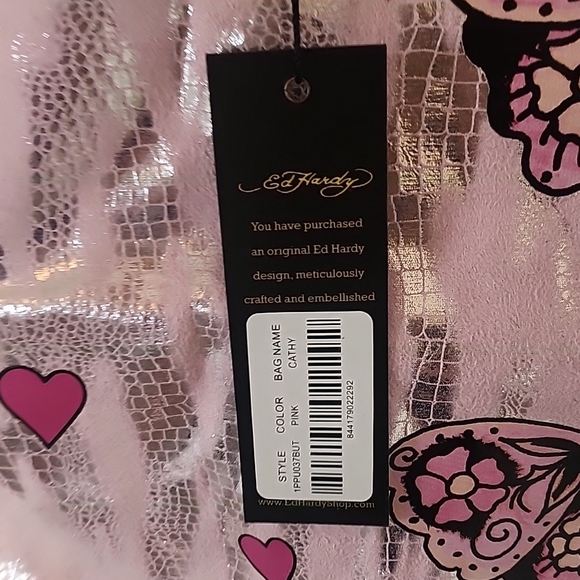 Ed Hardy
You have purchased
an original Ed Hardy
design, meticulously
crafted and embellished
STYLE COLOR BAG NAME
1PPU037BUT PINK CATHY
844179022292
www.EdHardyShop.com